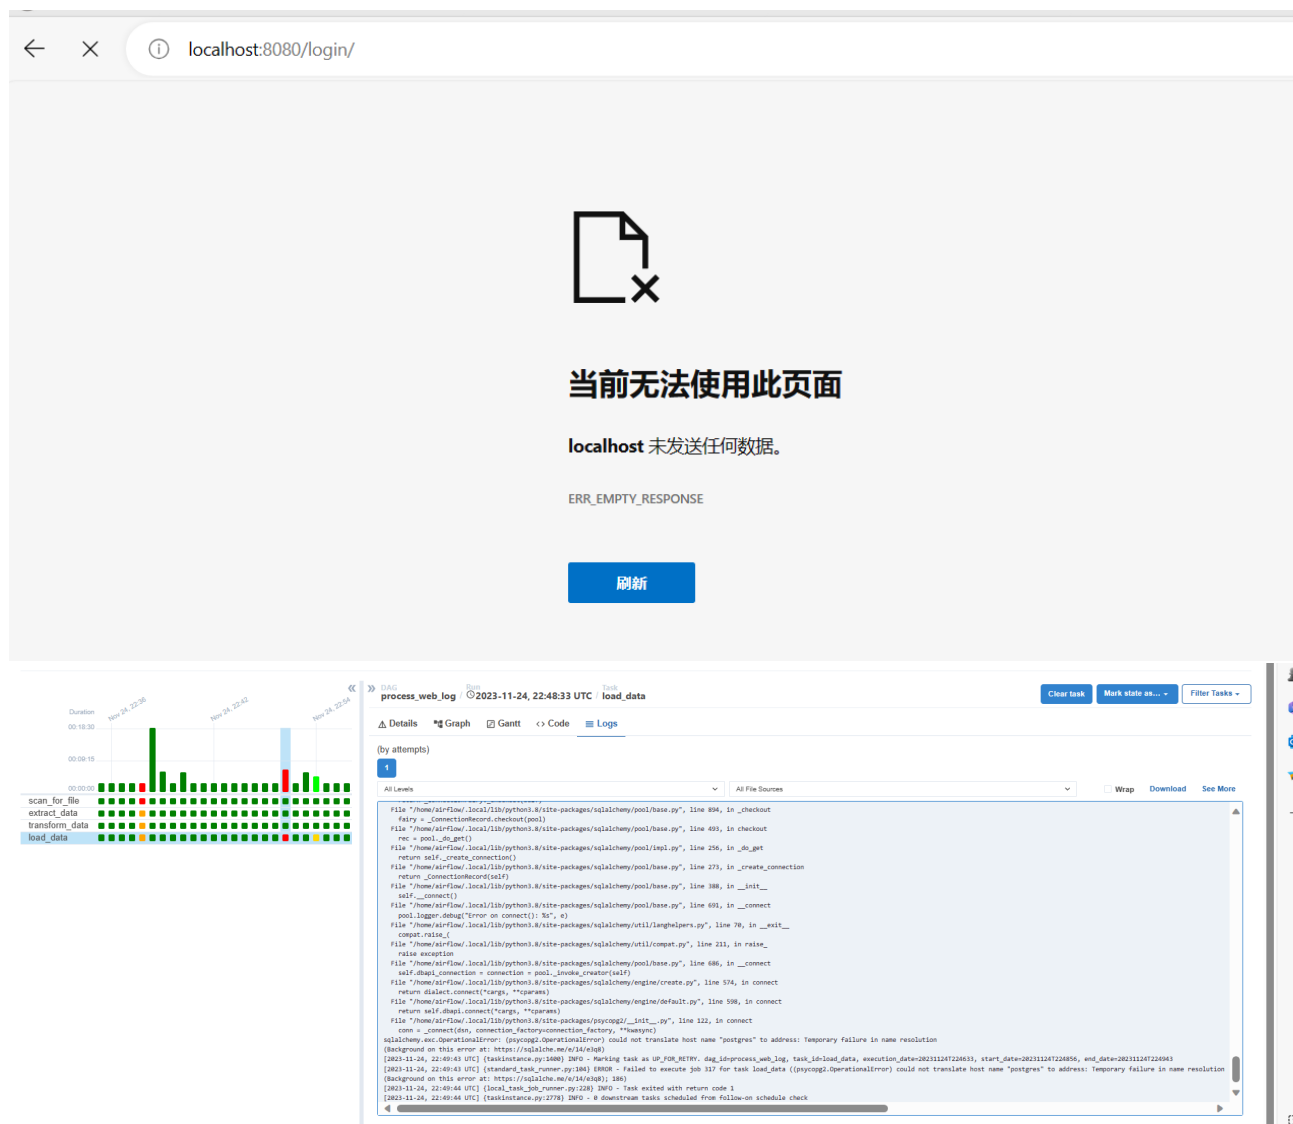 localhost:8080/login/
当前无法使用此页面
localhost 未发送任何数据。
ERR_EMPTY_RESPONSE
刷新
DAG
process_web_log / Run 2023-11-24, 22:48:33 UTC / Task load_data
Clear task
Mark state as...
Filter Tasks
Duration
Nov 24, 22:36
Nov 24, 22:42
Nov 24, 22:54
00:18:30
00:09:15
00:00:00
scan_for_file
extract_data
transform_data
load_data
Details Graph Gantt Code Logs
(by attempts)
1
All Levels
All File Sources
Wrap Download See More
File "/home/airflow/.local/lib/python3.8/site-packages/sqlalchemy/pool/base.py", line 894, in _checkout
fairy = _ConnectionRecord.checkout(pool)
File "/home/airflow/.local/lib/python3.8/site-packages/sqlalchemy/pool/base.py", line 493, in checkout
rec = pool._do_get()
File "/home/airflow/.local/lib/python3.8/site-packages/sqlalchemy/pool/impl.py", line 256, in _do_get
return self._create_connection()
File "/home/airflow/.local/lib/python3.8/site-packages/sqlalchemy/pool/base.py", line 273, in _create_connection
return _ConnectionRecord(self)
File "/home/airflow/.local/lib/python3.8/site-packages/sqlalchemy/pool/base.py", line 388, in __init__
self.__connect()
File "/home/airflow/.local/lib/python3.8/site-packages/sqlalchemy/pool/base.py", line 691, in __connect
pool.logger.debug("Error on connect(): %s", e)
File "/home/airflow/.local/lib/python3.8/site-packages/sqlalchemy/util/langhelpers.py", line 70, in __exit__
compat.raise_(
File "/home/airflow/.local/lib/python3.8/site-packages/sqlalchemy/util/compat.py", line 211, in raise_
raise exception
File "/home/airflow/.local/lib/python3.8/site-packages/sqlalchemy/pool/base.py", line 686, in __connect
self.dbapi_connection = connection = pool._invoke_creator(self)
File "/home/airflow/.local/lib/python3.8/site-packages/sqlalchemy/engine/create.py", line 574, in connect
return dialect.connect(*cargs, **cparams)
File "/home/airflow/.local/lib/python3.8/site-packages/sqlalchemy/engine/default.py", line 598, in connect
return self.dbapi.connect(*cargs, **cparams)
File "/home/airflow/.local/lib/python3.8/site-packages/psycopg2/__init__.py", line 122, in connect
conn = _connect(dsn, connection_factory=connection_factory, **kwasync)
sqlalchemy.exc.OperationalError: (psycopg2.OperationalError) could not translate host name "postgres" to address: Temporary failure in name resolution
(Background on this error at: https://sqlalche.me/e/14/e3q8)
[2023-11-24, 22:49:43 UTC] {taskinstance.py:1400} INFO - Marking task as UP_FOR_RETRY. dag_id=process_web_log, task_id=load_data, execution_date=20231124T224633, start_date=20231124T224856, end_date=20231124T224943
[2023-11-24, 22:49:43 UTC] {standard_task_runner.py:104} ERROR - Failed to execute job 317 for task load_data ((psycopg2.OperationalError) could not translate host name "postgres" to address: Temporary failure in name resolution
(Background on this error at: https://sqlalche.me/e/14/e3q8); 186)
[2023-11-24, 22:49:44 UTC] {local_task_job_runner.py:228} INFO - Task exited with return code 1
[2023-11-24, 22:49:44 UTC] {taskinstance.py:2778} INFO - 0 downstream tasks scheduled from follow-on schedule check